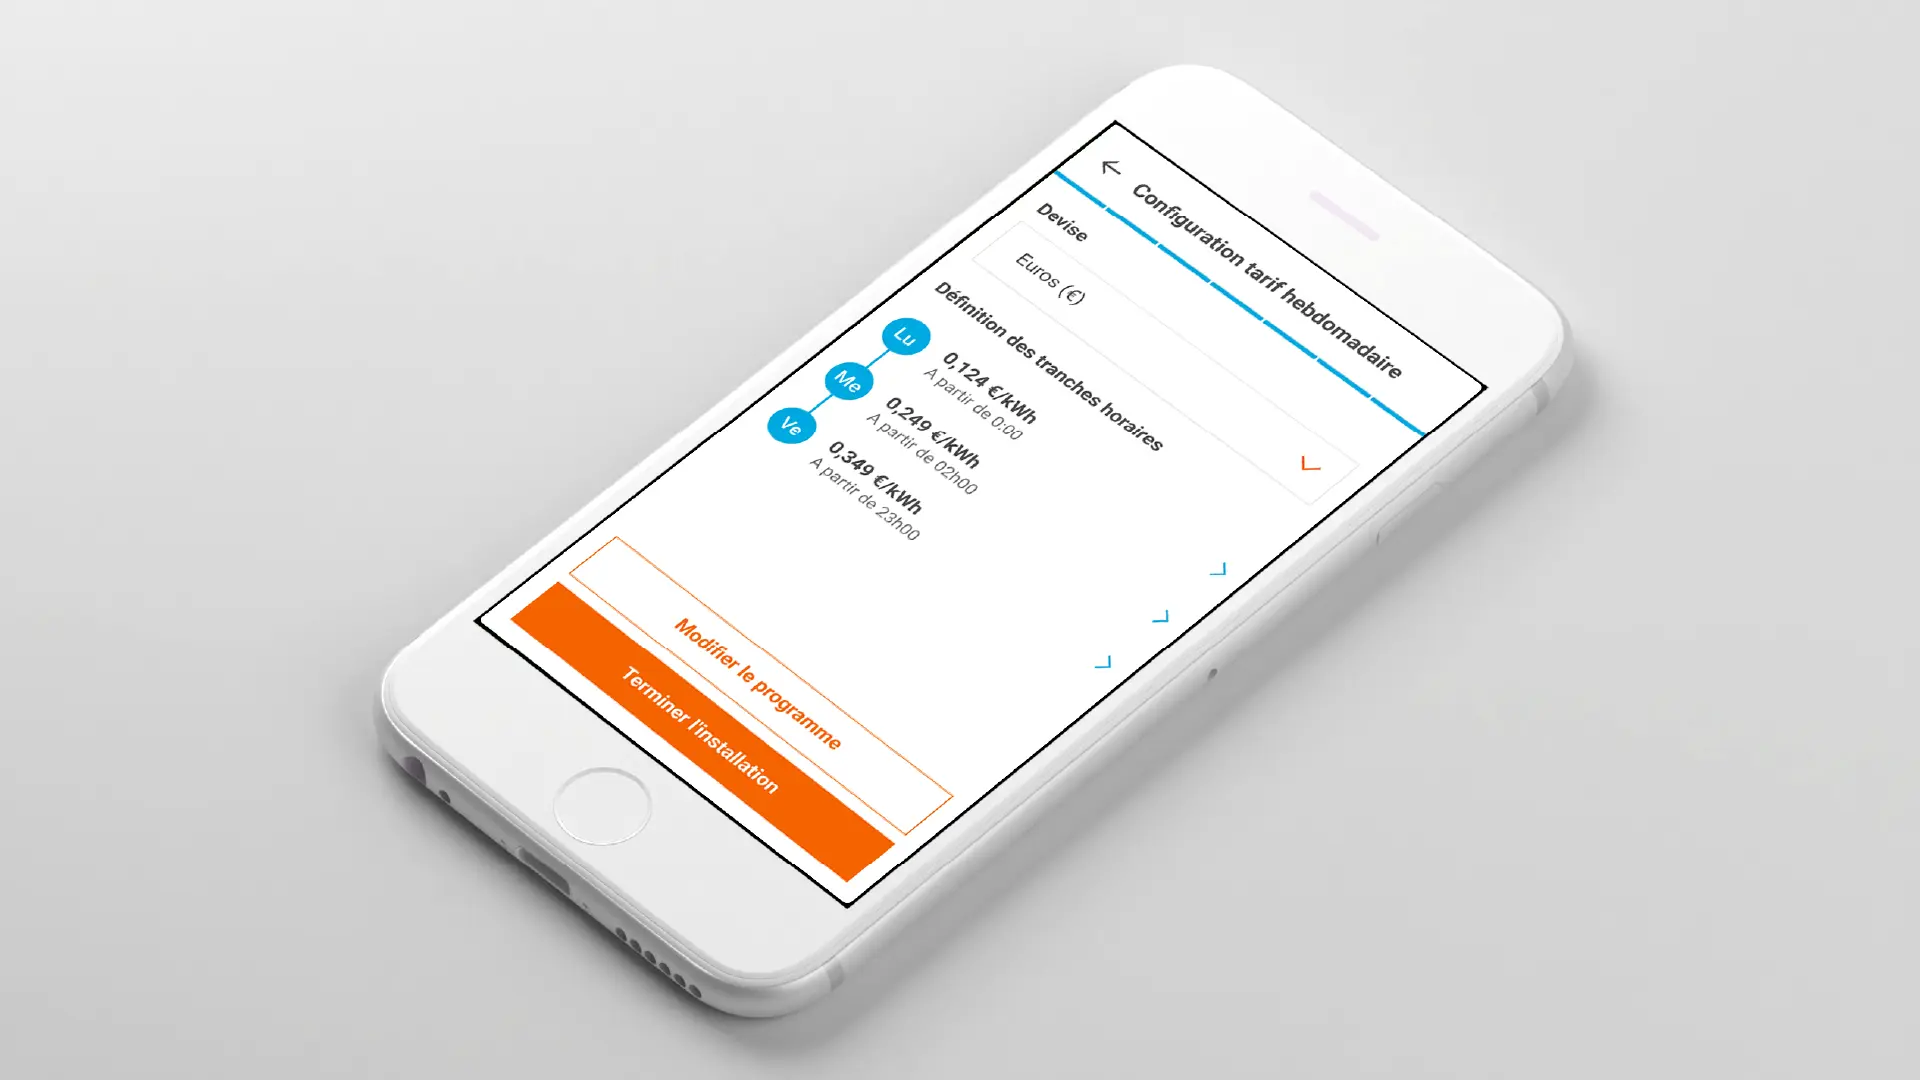 Configuration tarif hebdomadaire
Devise
Euros (€)
Définition des tranches horaires
Lu
0,124 €/kWh
A partir de 0:00
Me
0,249 €/kWh
A partir de 02h00
Ve
0,349 €/kWh
A partir de 23h00
Modifier le programme
Terminer l'installation